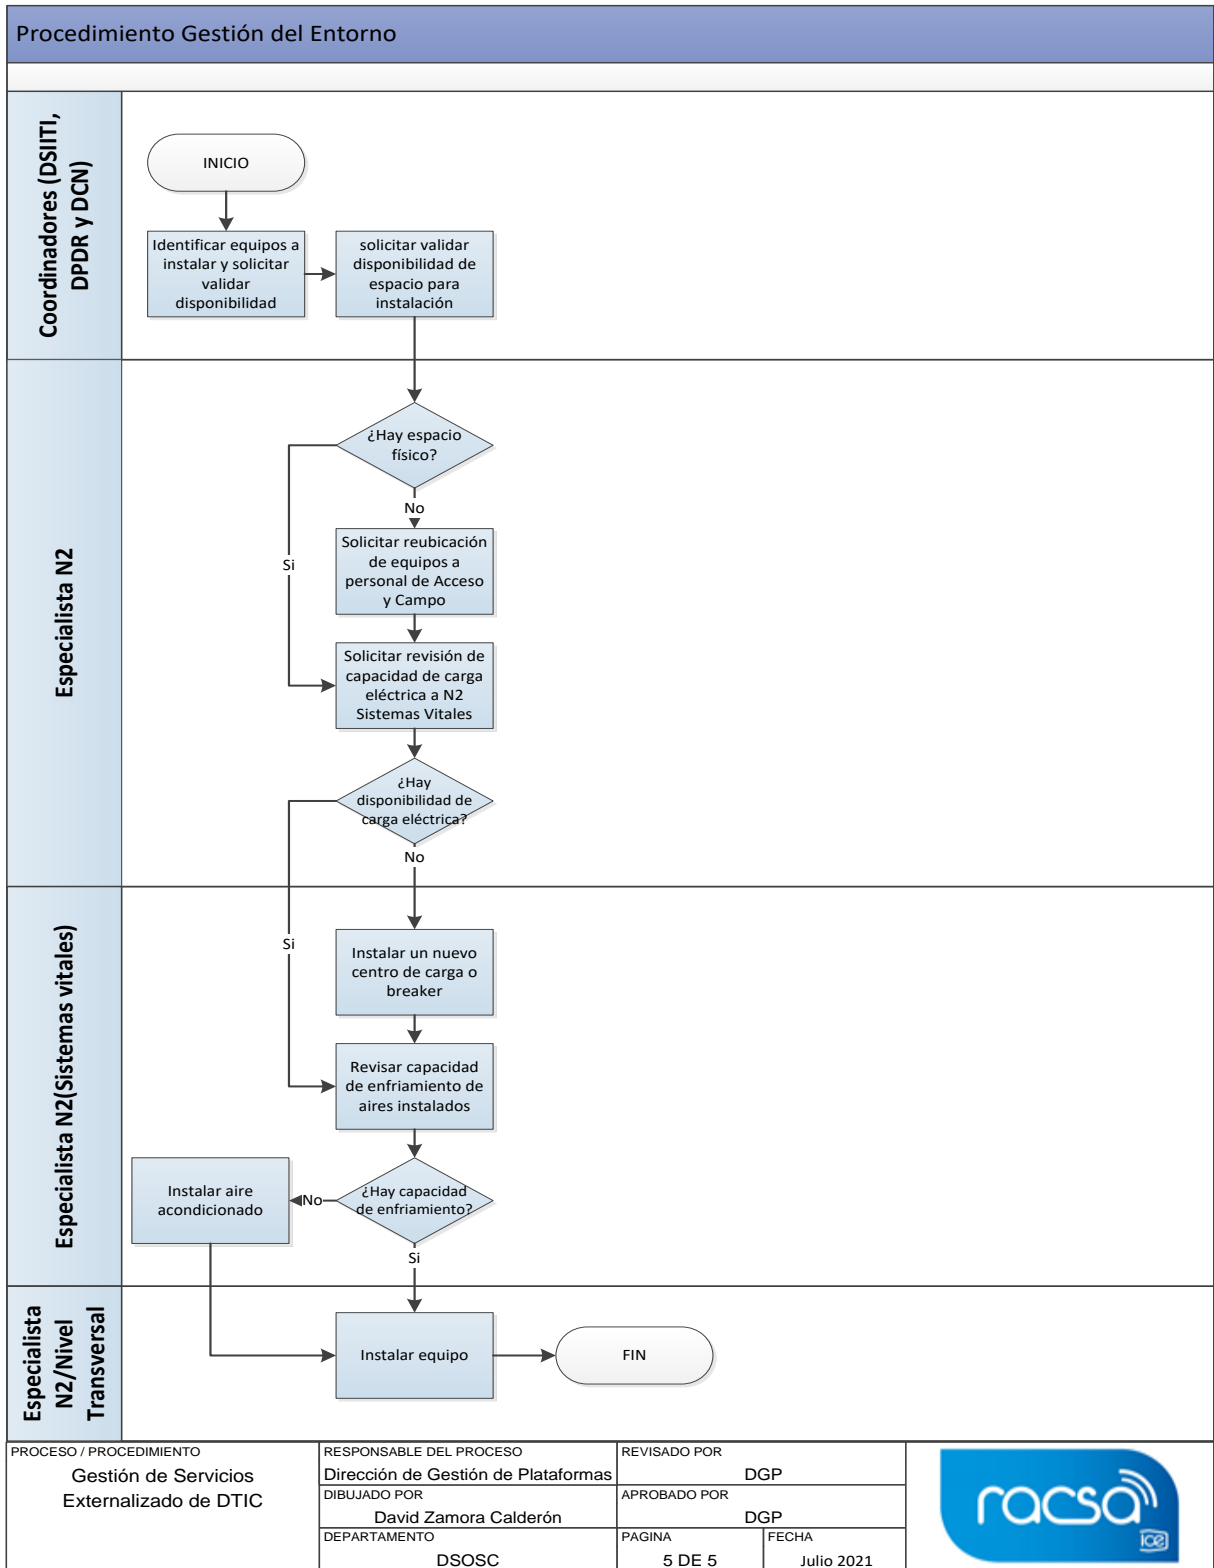 Procedimiento Gestión del Entorno
Coordinadores (DSIITI,
DPDR y DCN)
INICIO
Identificar equipos a
instalar y solicitar
validar
disponibilidad
solicitar validar
disponibilidad de
espacio para
instalación
Especialista N2
¿Hay espacio
físico?
No
Si
Solicitar reubicación
de equipos a
personal de Acceso
y Campo
Solicitar revisión de
capacidad de carga
eléctrica a N2
Sistemas Vitales
¿Hay
disponibilidad de
carga eléctrica?
No
Especialista N2(Sistemas vitales)
Si
Instalar un nuevo
centro de carga o
breaker
Revisar capacidad
de enfriamiento de
aires instalados
Instalar aire
acondicionado
No
¿Hay capacidad
de enfriamiento?
Si
Especialista
N2/Nivel
Transversal
Instalar equipo
FIN
PROCESO / PROCEDIMIENTO
Gestión de Servicios
Externalizado de DTIC
RESPONSABLE DEL PROCESO
Dirección de Gestión de Plataformas
REVISADO POR
DGP
DIBUJADO POR
David Zamora Calderón
APROBADO POR
DGP
DEPARTAMENTO
DSOSC
PAGINA
5 DE 5
FECHA
Julio 2021
racsa
ice